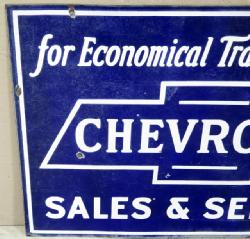 for Economical Tra
CHEVRO
SALES & SE